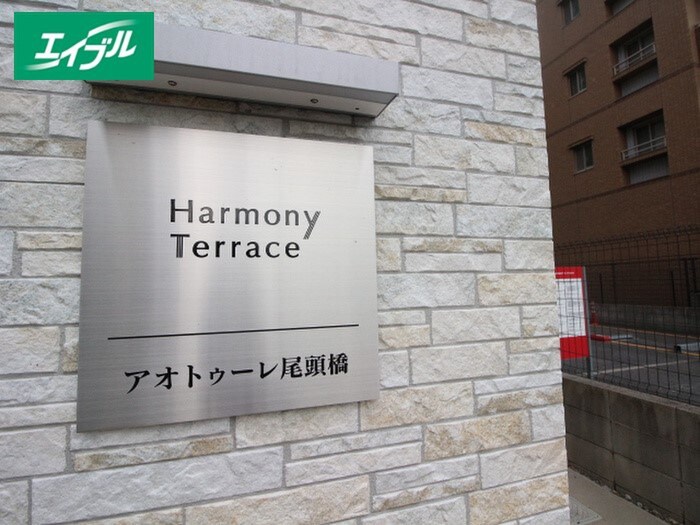 エイブル
Harmony
Terrace
アオトゥーレ尾頭橋